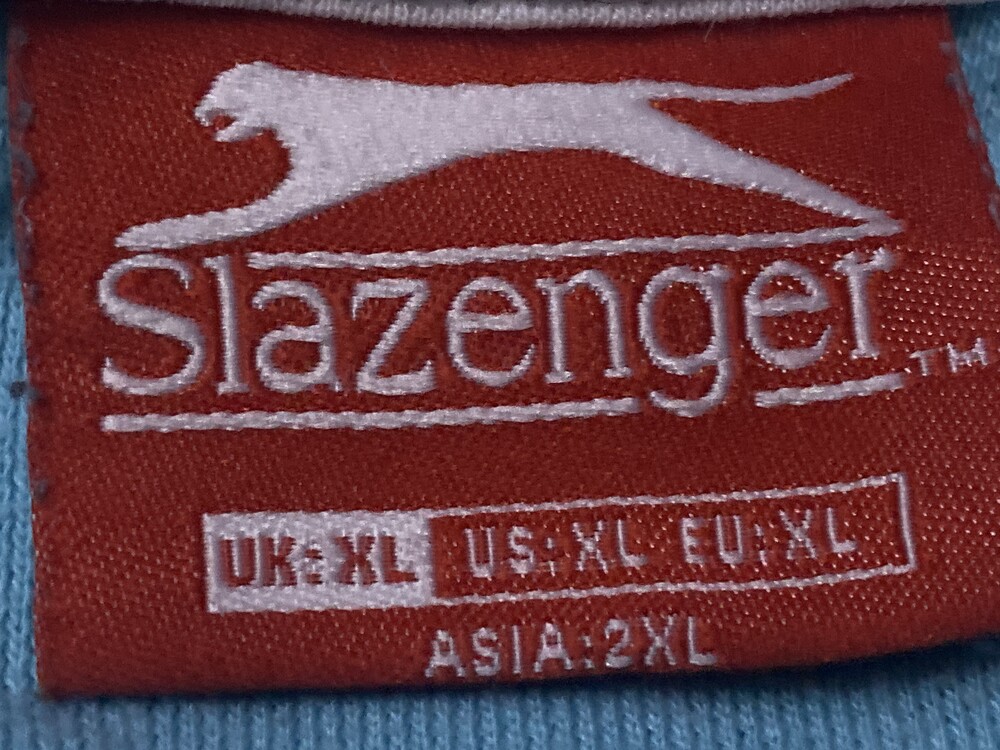 Slazenger™
UK: XL US: XL EU: XL
ASIA: 2XL